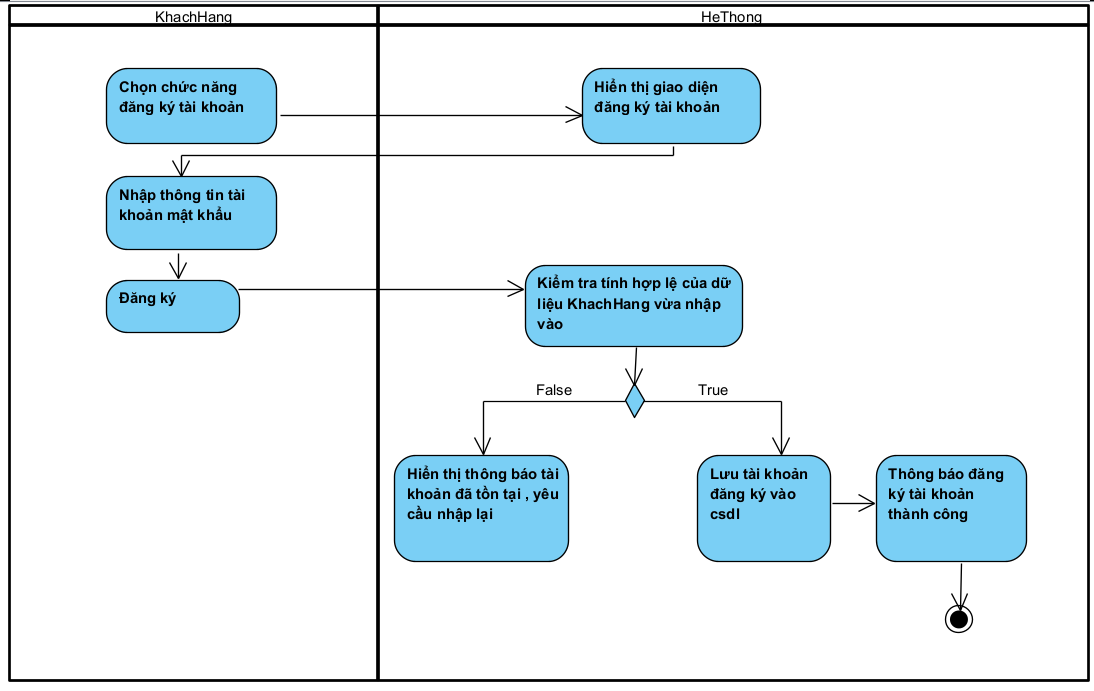 KhachHang
HeThong
Chọn chức năng
đăng ký tài khoản
Hiển thị giao diện
đăng ký tài khoản
Nhập thông tin tài
khoản mật khẩu
Đăng ký
Kiểm tra tính hợp lệ của dữ
liệu KhachHang vừa nhập
vào
False
True
Hiển thị thông báo tài
khoản đã tồn tại , yêu
cầu nhập lại
Lưu tài khoản
đăng ký vào
csdl
Thông báo đăng
ký tài khoản
thành công